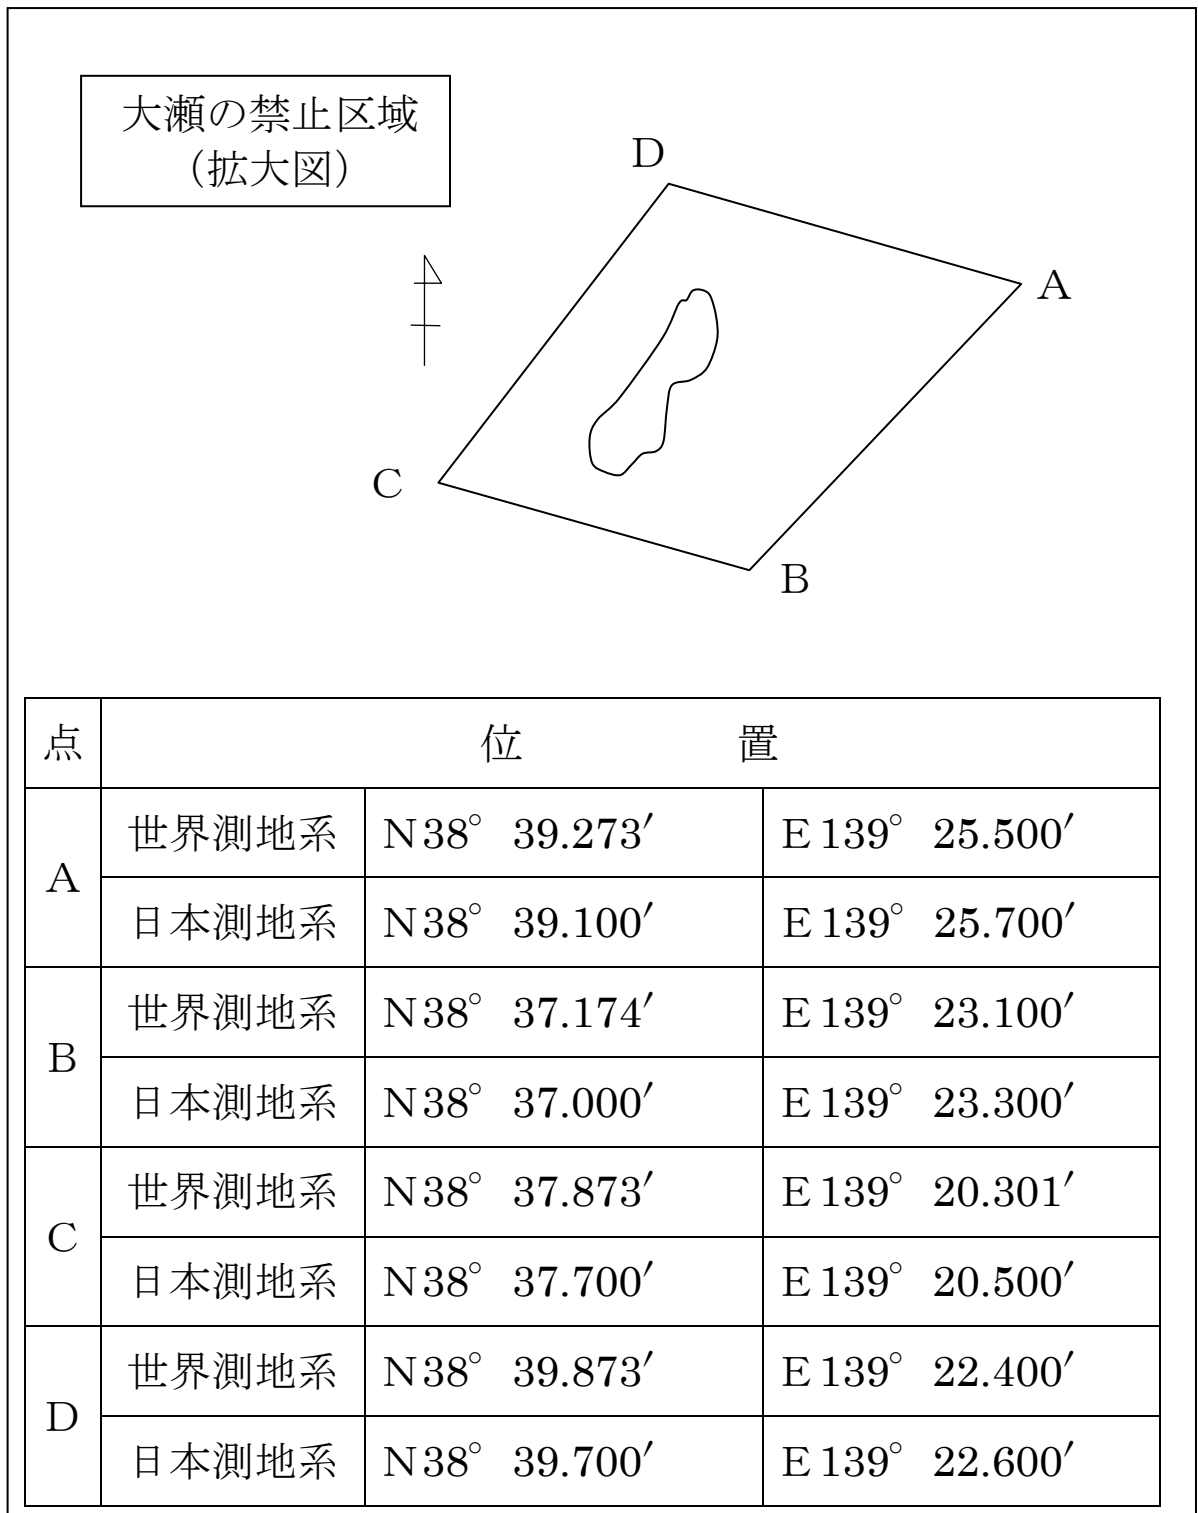 大瀬の禁止区域
（拡大図）
D
A
C
B
点 位 置
A 世界測地系 N38° 39.273′ E139° 25.500′
日本測地系 N38° 39.100′ E139° 25.700′
B 世界測地系 N38° 37.174′ E139° 23.100′
日本測地系 N38° 37.000′ E139° 23.300′
C 世界測地系 N38° 37.873′ E139° 20.301′
日本測地系 N38° 37.700′ E139° 20.500′
D 世界測地系 N38° 39.873′ E139° 22.400′
日本測地系 N38° 39.700′ E139° 22.600′